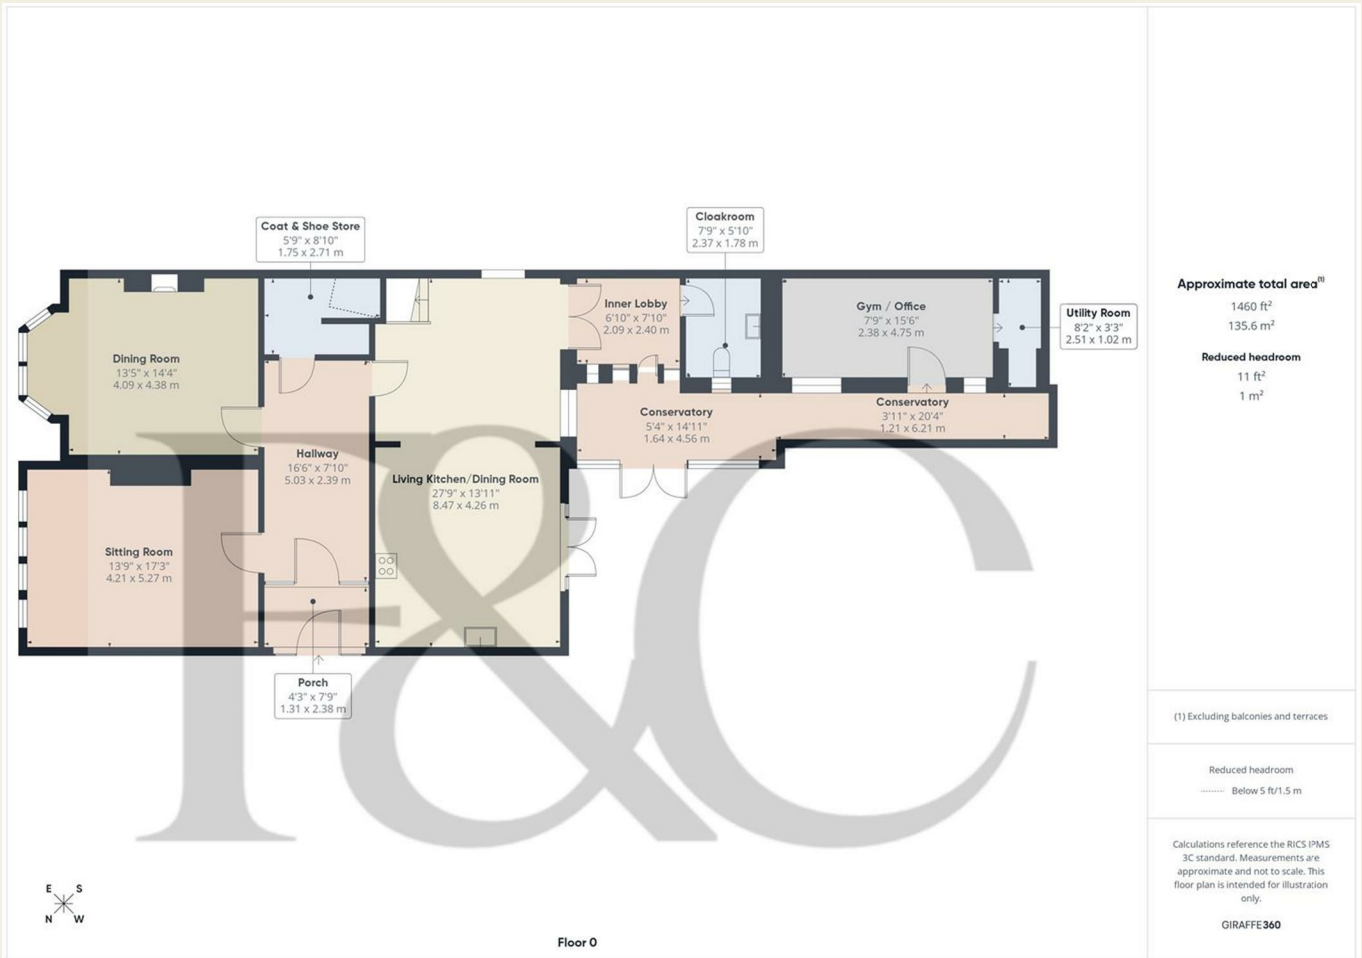 Coat & Shoe Store
5'9" x 8'10"
1.75 x 2.71 m
Cloakroom
7'9" x 5'10"
2.37 x 1.78 m
Inner Lobby
6'10" x 7'10"
2.09 x 2.40 m
Gym / Office
7'9" x 15'6"
2.38 x 4.75 m
Utility Room
8'2" x 3'3"
2.51 x 1.02 m
Dining Room
13'5" x 14'4"
4.09 x 4.38 m
Conservatory
5'4" x 14'11"
1.64 x 4.56 m
Conservatory
3'11" x 20'4"
1.21 x 6.21 m
Hallway
16'6" x 7'10"
5.03 x 2.39 m
Living Kitchen/Dining Room
27'9" x 13'11"
8.47 x 4.26 m
Sitting Room
13'9" x 17'3"
4.21 x 5.27 m
Porch
4'3" x 7'9"
1.31 x 2.38 m
F&C
E S
N W
Floor 0
Approximate total area(1)
1460 ft²
135.6 m²
Reduced headroom
11 ft²
1 m²
(1) Excluding balconies and terraces
Reduced headroom
Below 5 ft/1.5 m
Calculations reference the RICS IPMS
3C standard. Measurements are
approximate and not to scale. This
floor plan is intended for illustration
only.
GIRAFFE360